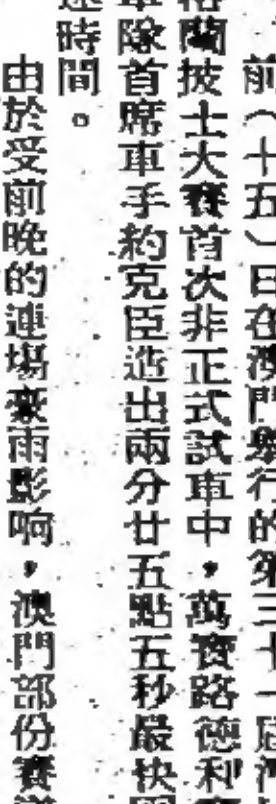 前（十五）日在澳門舉行的第三十一屆澳
格蘭披士大賽首次非正式試車中，萬寶路德利
車隊首席車手約克臣造出兩分廿五點五秒最快
時間。
由於受前晚的連場豪雨影响，澳門部份賽